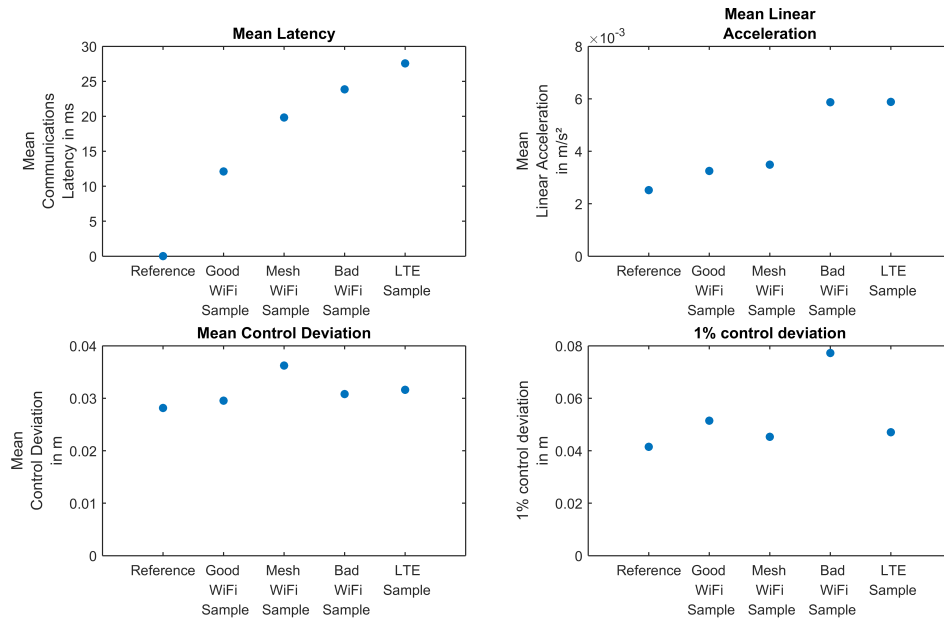 Mean Latency
30
25
20
15
10
5
0
Mean
Communications
Latency in ms
Reference
Good
WiFi
Sample
Mesh
WiFi
Sample
Bad
WiFi
Sample
LTE
Sample
Mean Linear
Acceleration
×10⁻³
8
6
4
2
0
Mean
Linear Acceleration
in m/s²
Reference
Good
WiFi
Sample
Mesh
WiFi
Sample
Bad
WiFi
Sample
LTE
Sample
Mean Control Deviation
0.04
0.03
0.02
0.01
0
Mean
Control Deviation
in m
Reference
Good
WiFi
Sample
Mesh
WiFi
Sample
Bad
WiFi
Sample
LTE
Sample
1% control deviation
0.08
0.06
0.04
0.02
0
1% control deviation
in m
Reference
Good
WiFi
Sample
Mesh
WiFi
Sample
Bad
WiFi
Sample
LTE
Sample